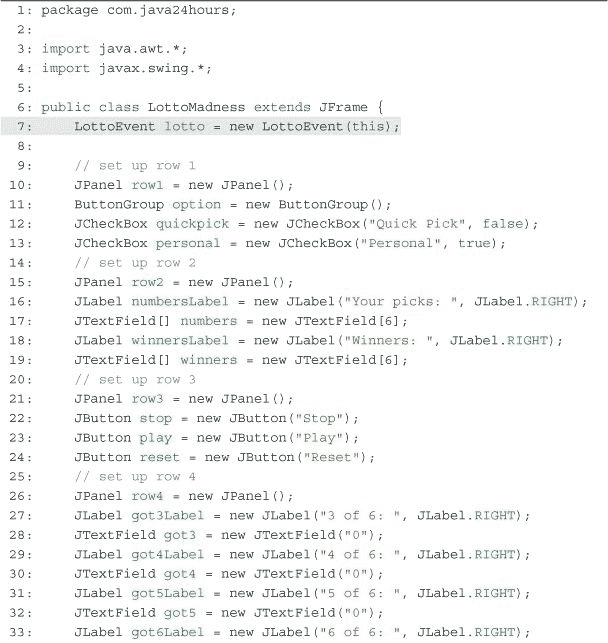 1: package com.java24hours;
2:
3: import java.awt.*;
4: import javax.swing.*;
5:
6: public class LottoMadness extends JFrame {
7:     LottoEvent lotto = new LottoEvent(this);
8:
9:     // set up row 1
10:     JPanel row1 = new JPanel();
11:     ButtonGroup option = new ButtonGroup();
12:     JCheckBox quickpick = new JCheckBox("Quick Pick", false);
13:     JCheckBox personal = new JCheckBox("Personal", true);
14:     // set up row 2
15:     JPanel row2 = new JPanel();
16:     JLabel numbersLabel = new JLabel("Your picks: ", JLabel.RIGHT);
17:     JTextField[] numbers = new JTextField[6];
18:     JLabel winnersLabel = new JLabel("Winners: ", JLabel.RIGHT);
19:     JTextField[] winners = new JTextField[6];
20:     // set up row 3
21:     JPanel row3 = new JPanel();
22:     JButton stop = new JButton("Stop");
23:     JButton play = new JButton("Play");
24:     JButton reset = new JButton("Reset");
25:     // set up row 4
26:     JPanel row4 = new JPanel();
27:     JLabel got3Label = new JLabel("3 of 6: ", JLabel.RIGHT);
28:     JTextField got3 = new JTextField("0");
29:     JLabel got4Label = new JLabel("4 of 6: ", JLabel.RIGHT);
30:     JTextField got4 = new JTextField("0");
31:     JLabel got5Label = new JLabel("5 of 6: ", JLabel.RIGHT);
32:     JTextField got5 = new JTextField("0");
33:     JLabel got6Label = new JLabel("6 of 6: ", JLabel.RIGHT);